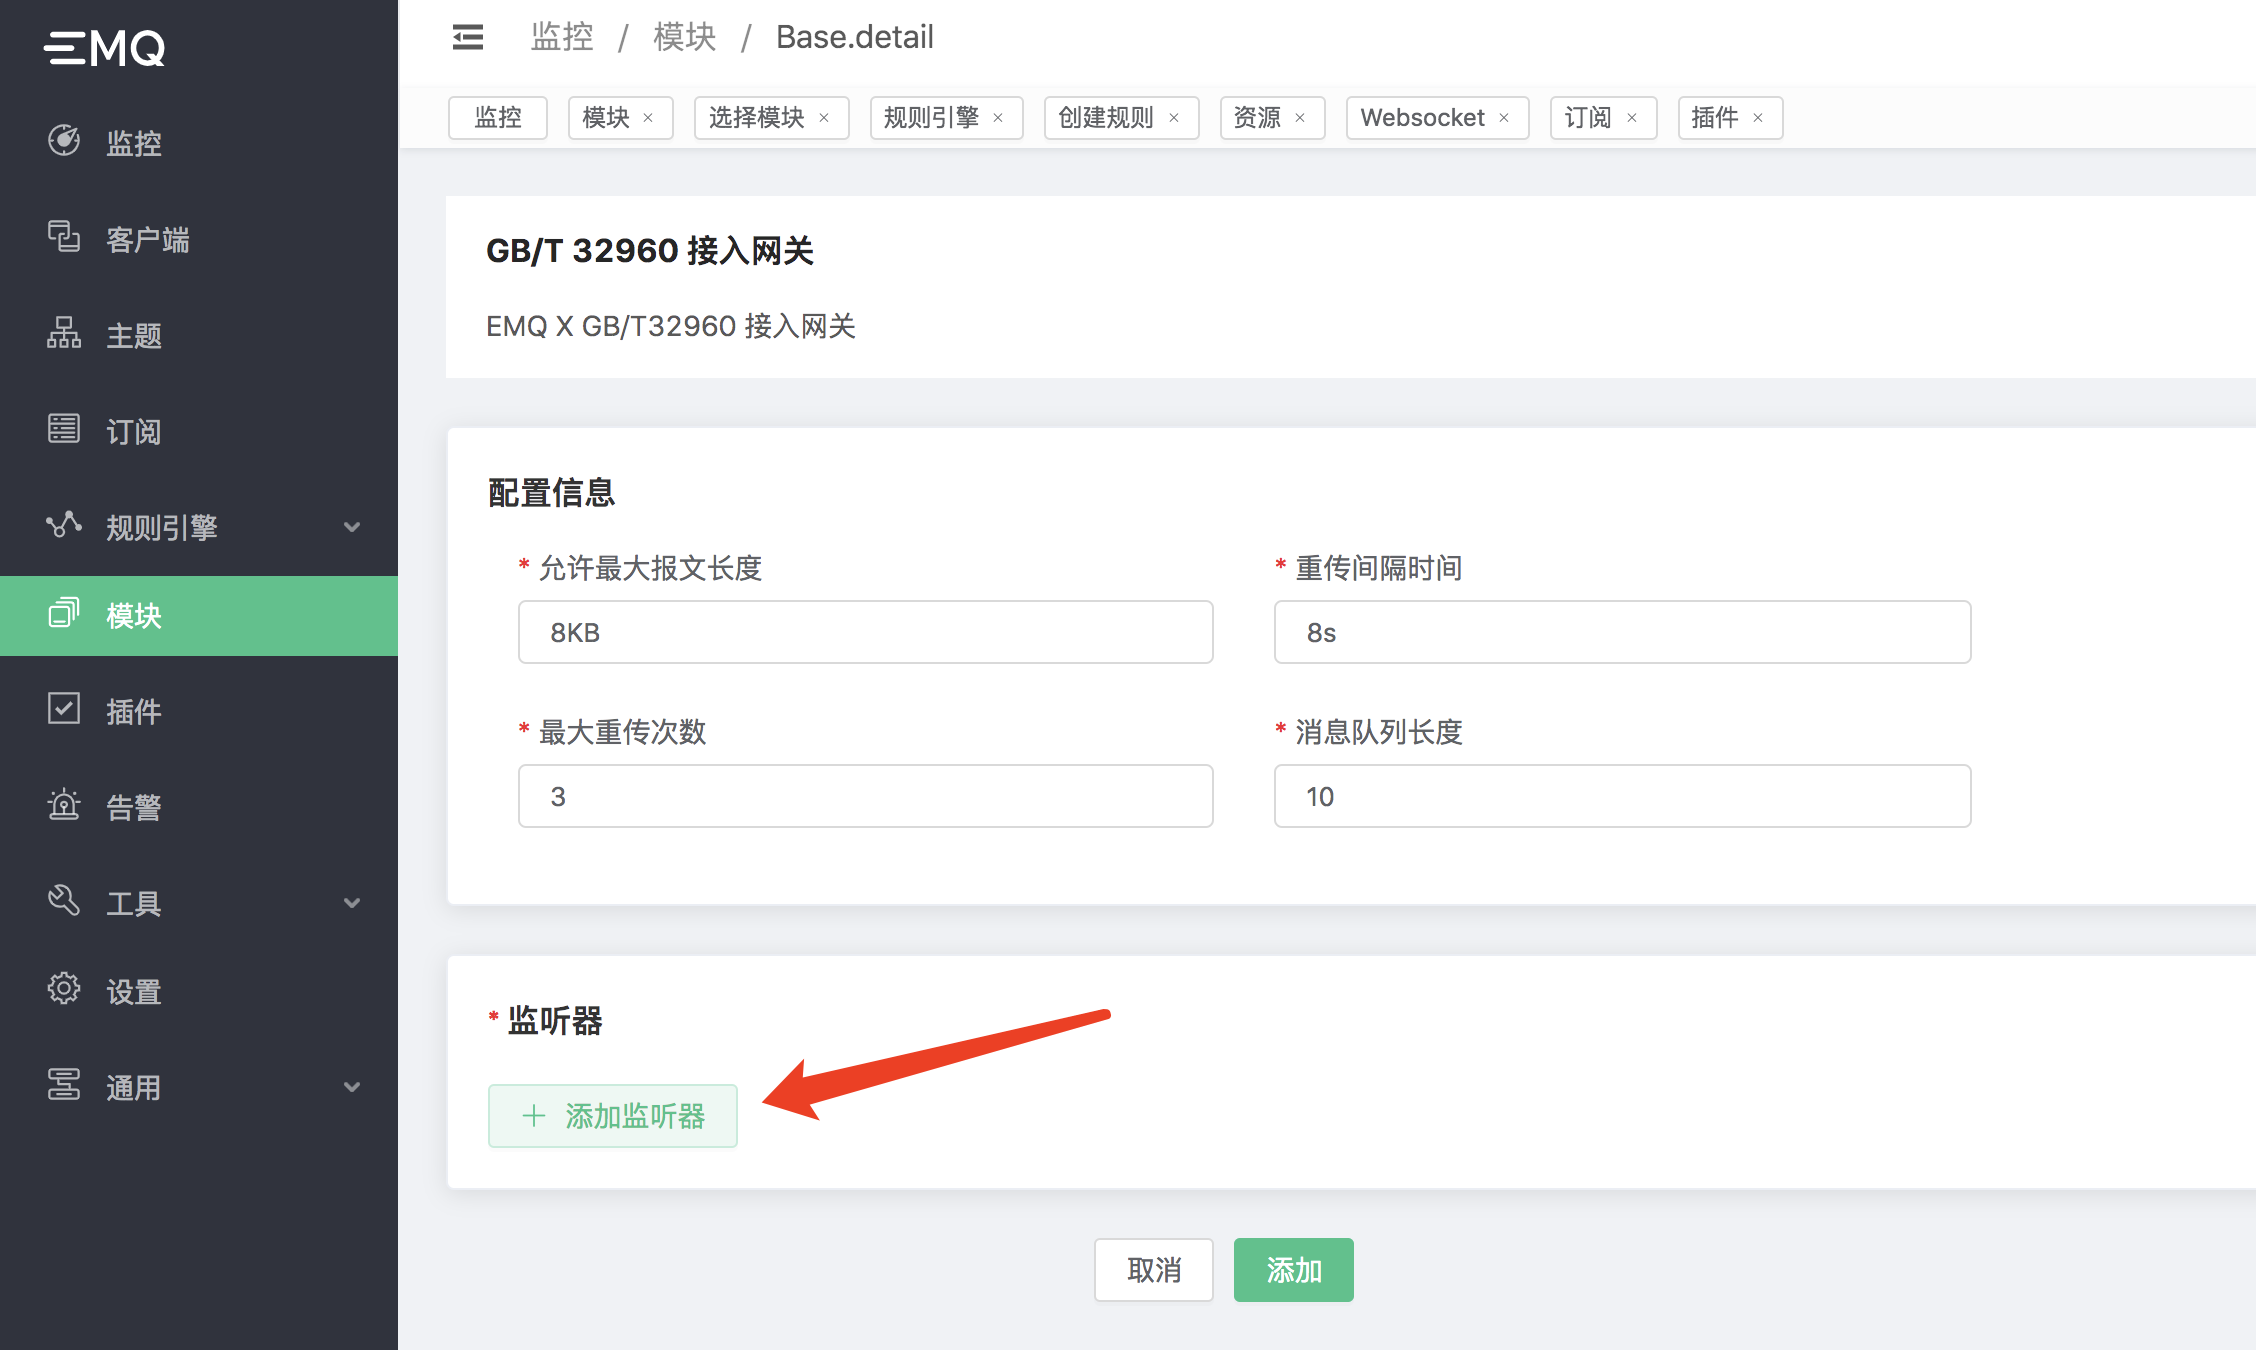 EMQ
监控
客户端
主题
订阅
规则引擎
模块
插件
告警
工具
设置
通用
监控 / 模块 / Base.detail
监控 模块 × 选择模块 × 规则引擎 × 创建规则 × 资源 × Websocket × 订阅 × 插件 ×
GB/T 32960 接入网关
EMQ X GB/T32960 接入网关
配置信息
* 允许最大报文长度
8KB
* 重传间隔时间
8s
* 最大重传次数
3
* 消息队列长度
10
* 监听器
+ 添加监听器
取消 添加